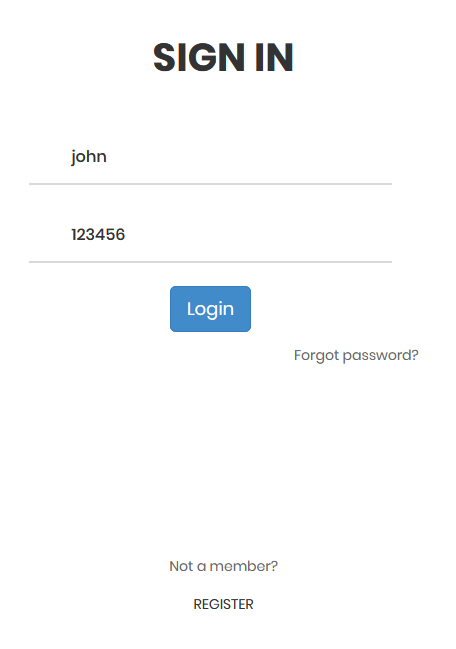 SIGN IN
john
123456
Login
Forgot password?
Not a member?
REGISTER